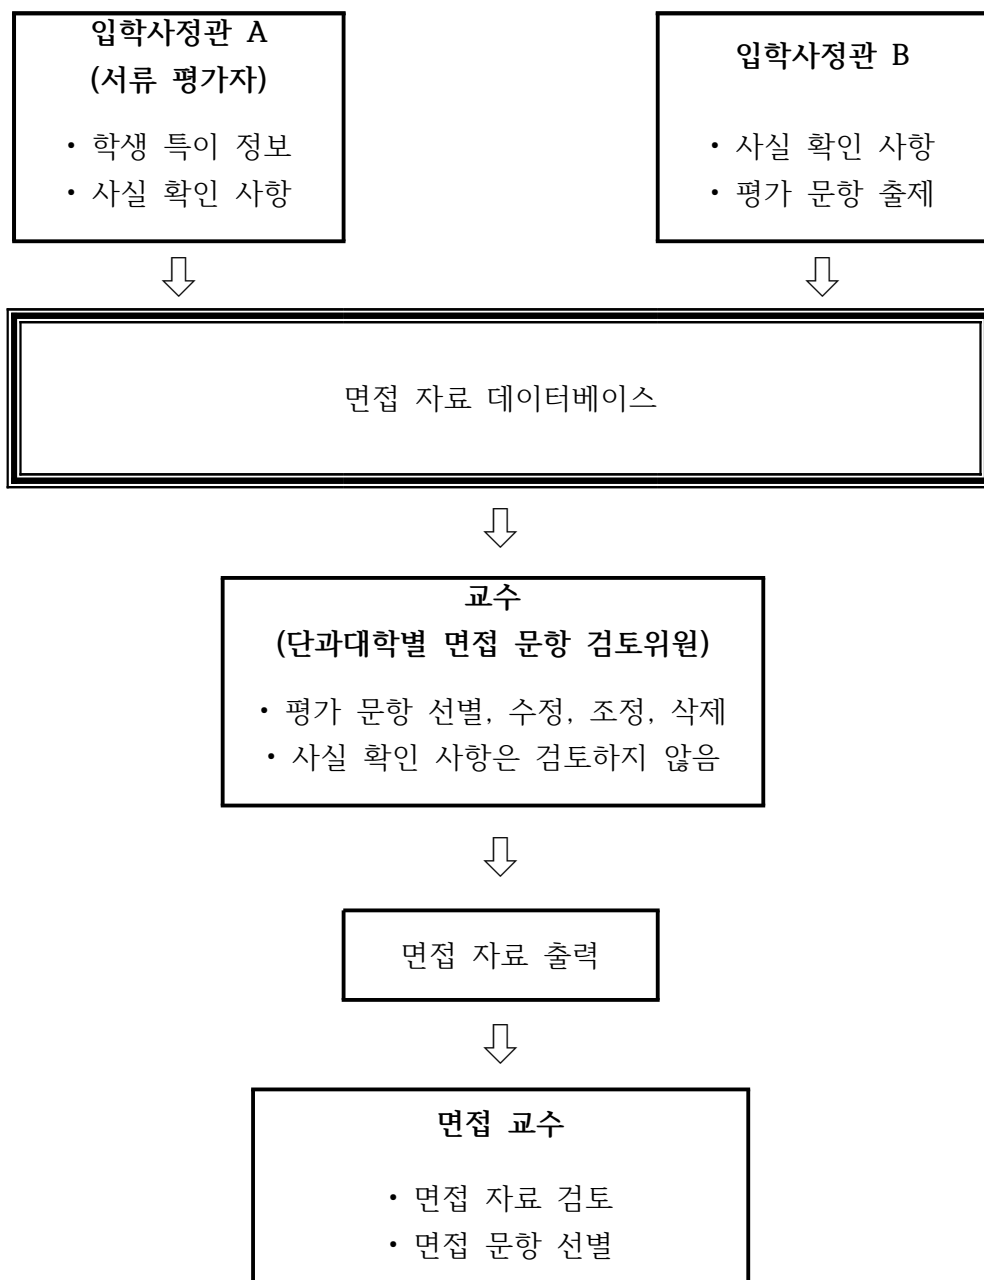 입학사정관 A
(서류 평가자)
• 학생 특이 정보
• 사실 확인 사항
입학사정관 B
• 사실 확인 사항
• 평가 문항 출제
면접 자료 데이터베이스
교수
(단과대학별 면접 문항 검토위원)
• 평가 문항 선별, 수정, 조정, 삭제
• 사실 확인 사항은 검토하지 않음
면접 자료 출력
면접 교수
• 면접 자료 검토
• 면접 문항 선별